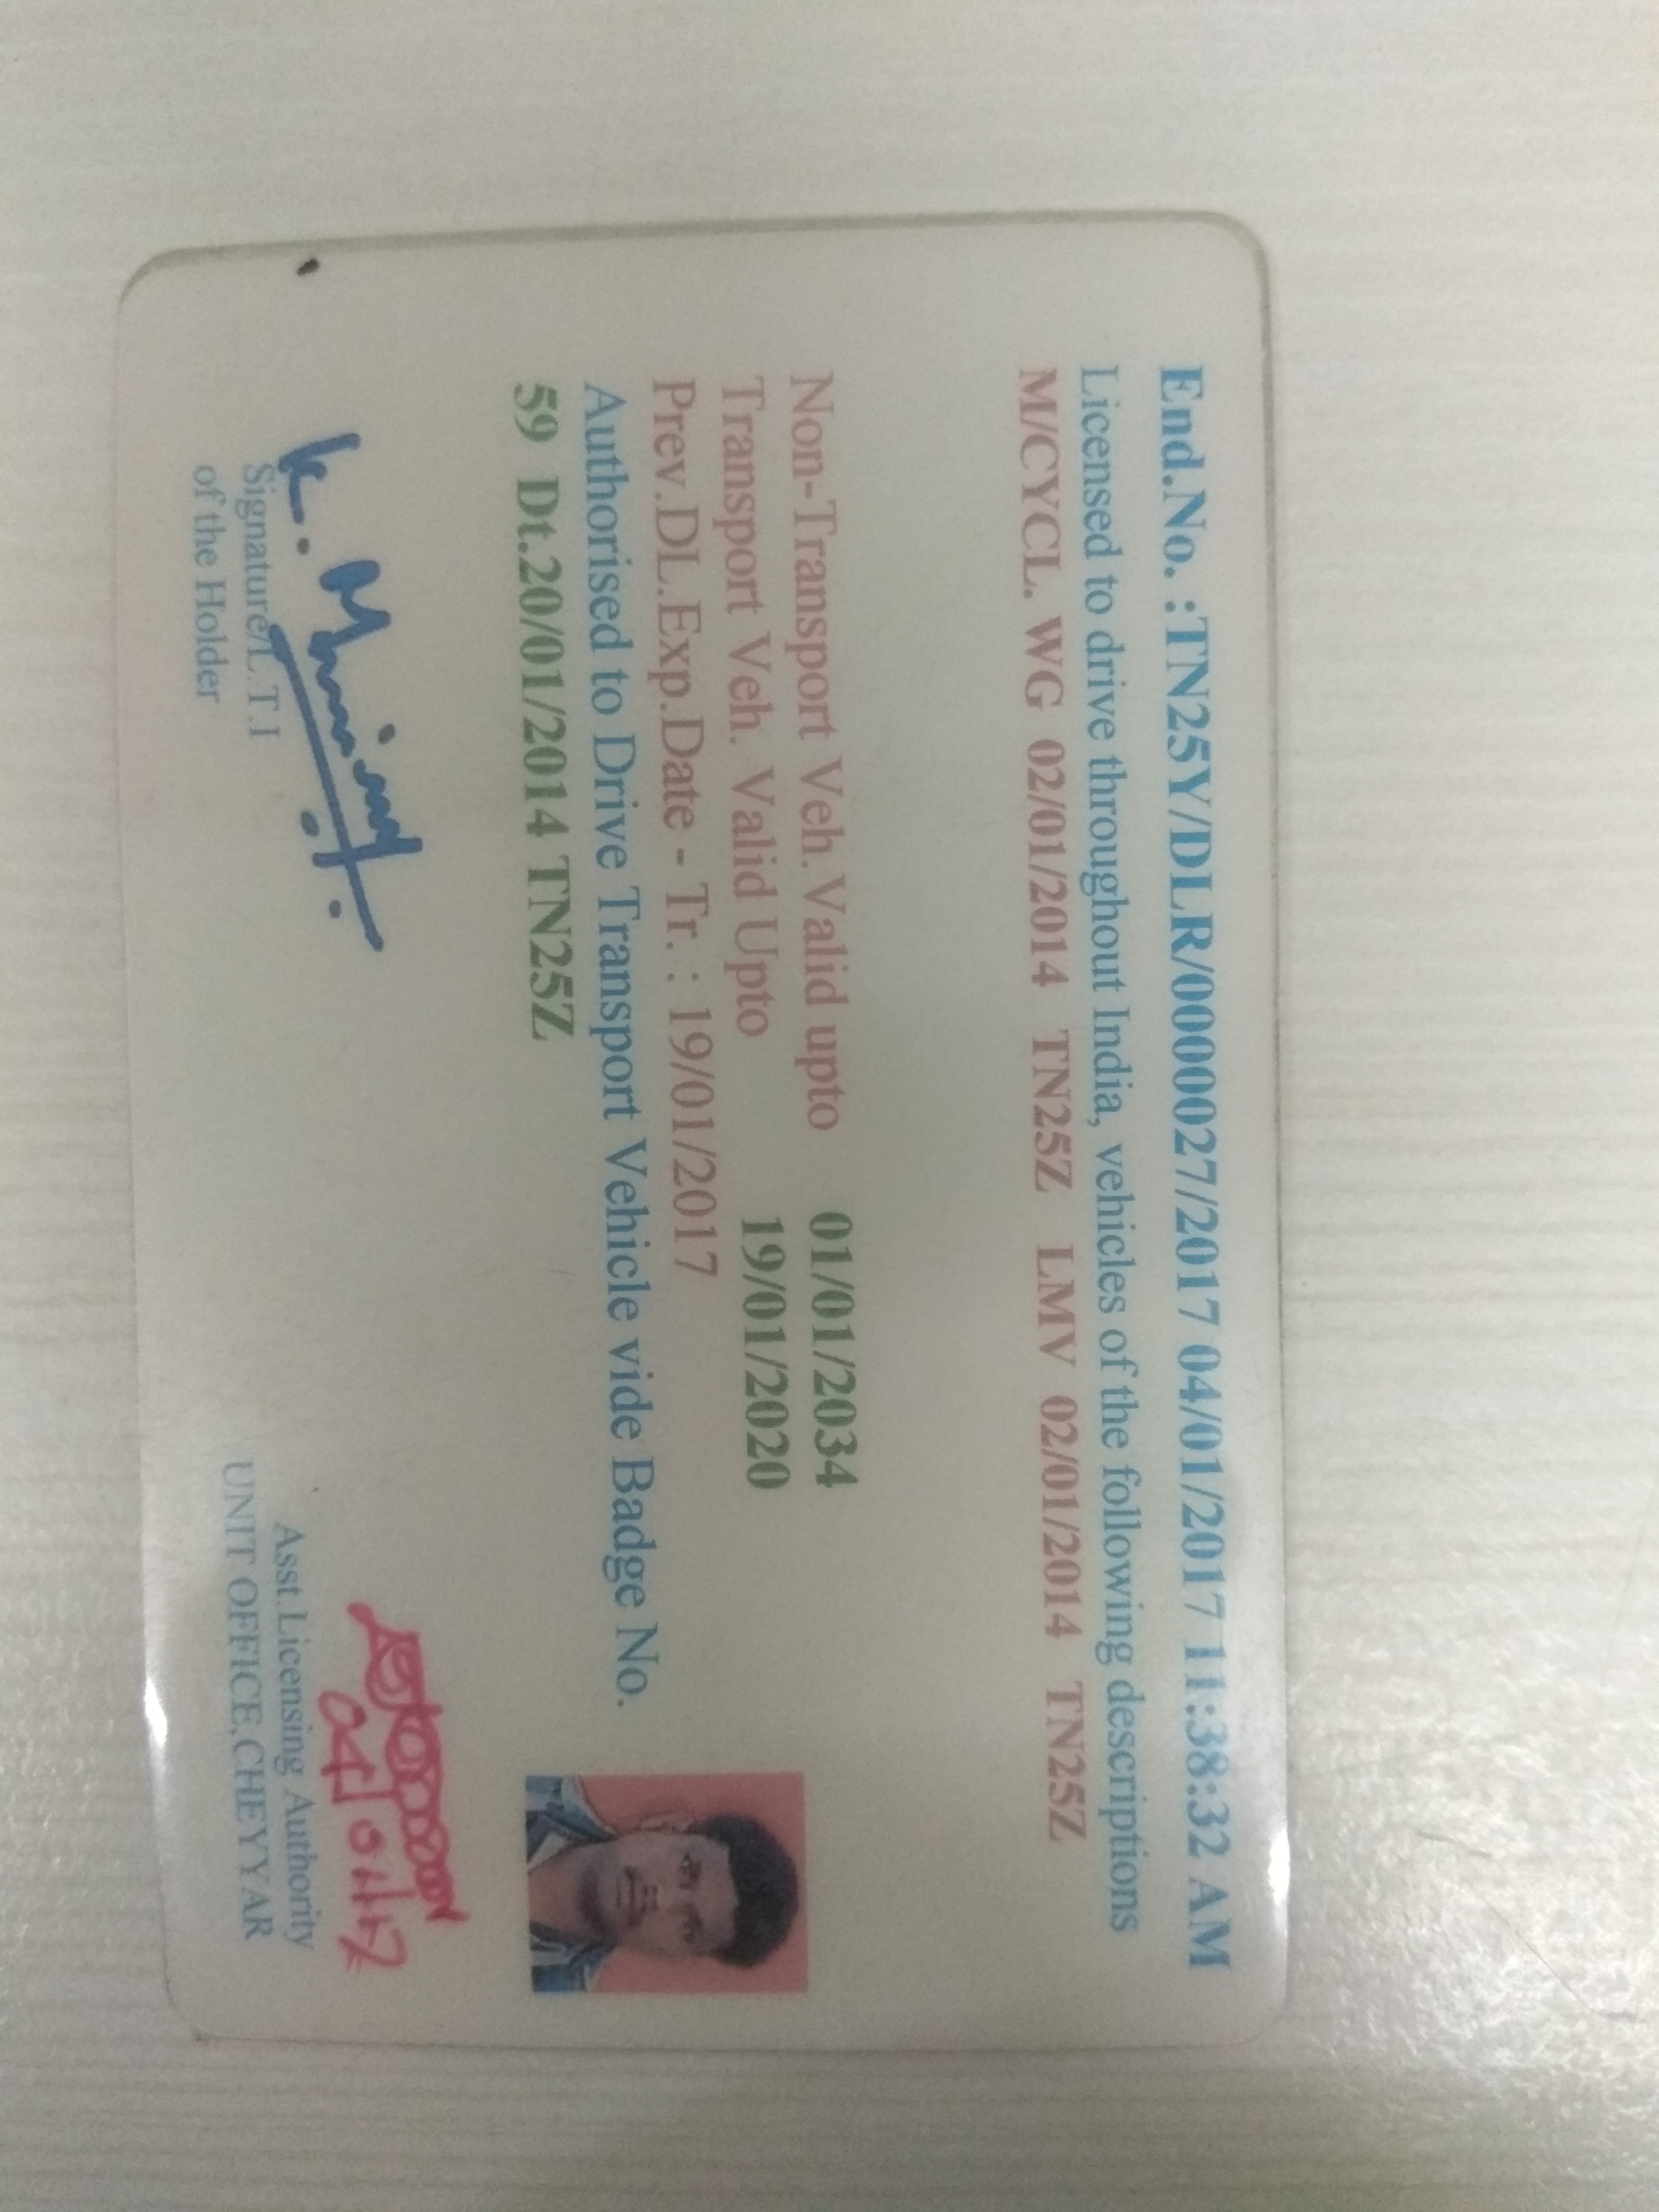 End.No. :TN25Y/DLR/0000027/2017 04/01/2017 11:38:32 AM
Licensed to drive throughout India, vehicles of the following descriptions
M/CYCL. WG 02/01/2014 TN25Z LMV 02/01/2014 TN25Z
Non-Transport Veh.Valid upto 01/01/2034
Transport Veh. Valid Upto 19/01/2020
Prev.DL.Exp.Date - Tr. : 19/01/2017
Authorised to Drive Transport Vehicle vide Badge No.
59 Dt.20/01/2014 TN25Z
K.
Signature/L.T.I
of the Holder
Asst.Licensing Authority
UNIT OFFICE,CHEYYAR